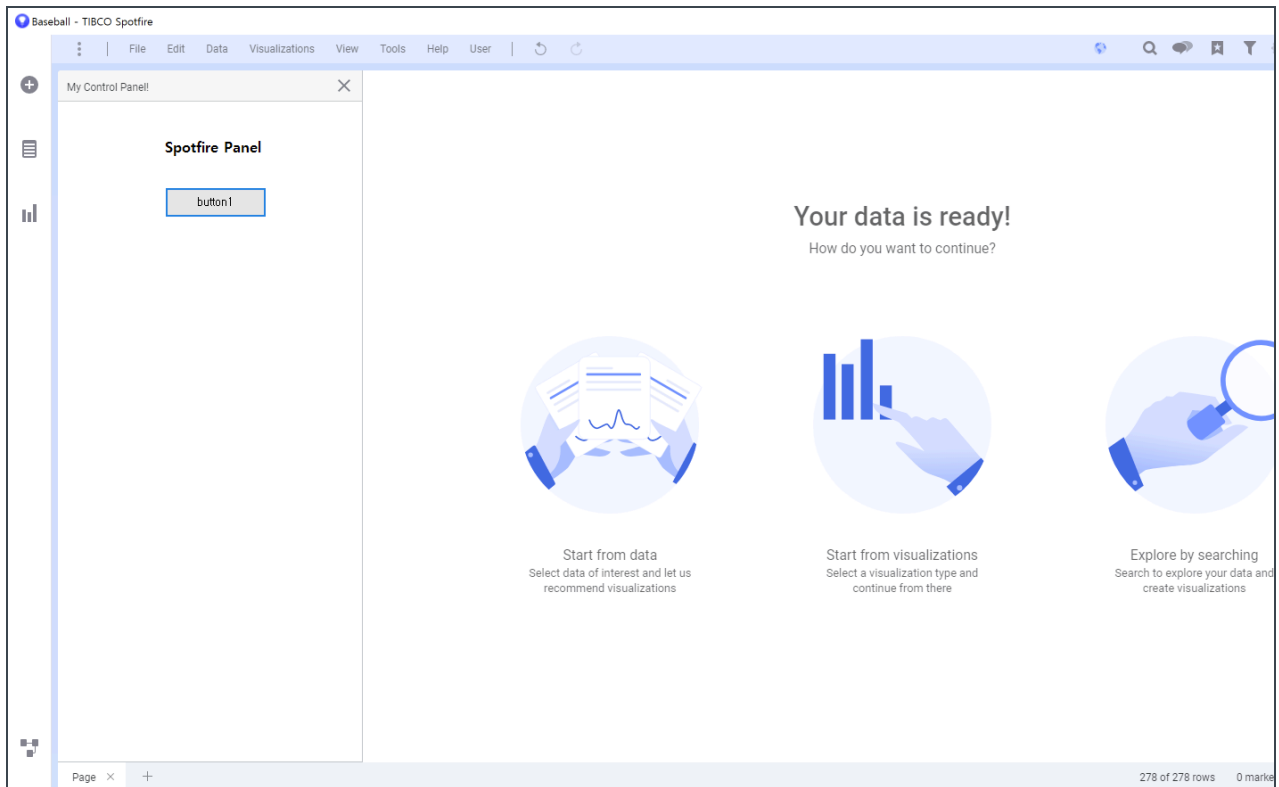 Baseball - TIBCO Spotfire
File Edit Data Visualizations View Tools Help User
My Control Panel!
Spotfire Panel
button1
Your data is ready!
How do you want to continue?
Start from data
Select data of interest and let us
recommend visualizations
Start from visualizations
Select a visualization type and
continue from there
Explore by searching
Search to explore your data and
create visualizations
Page
278 of 278 rows 0 marke